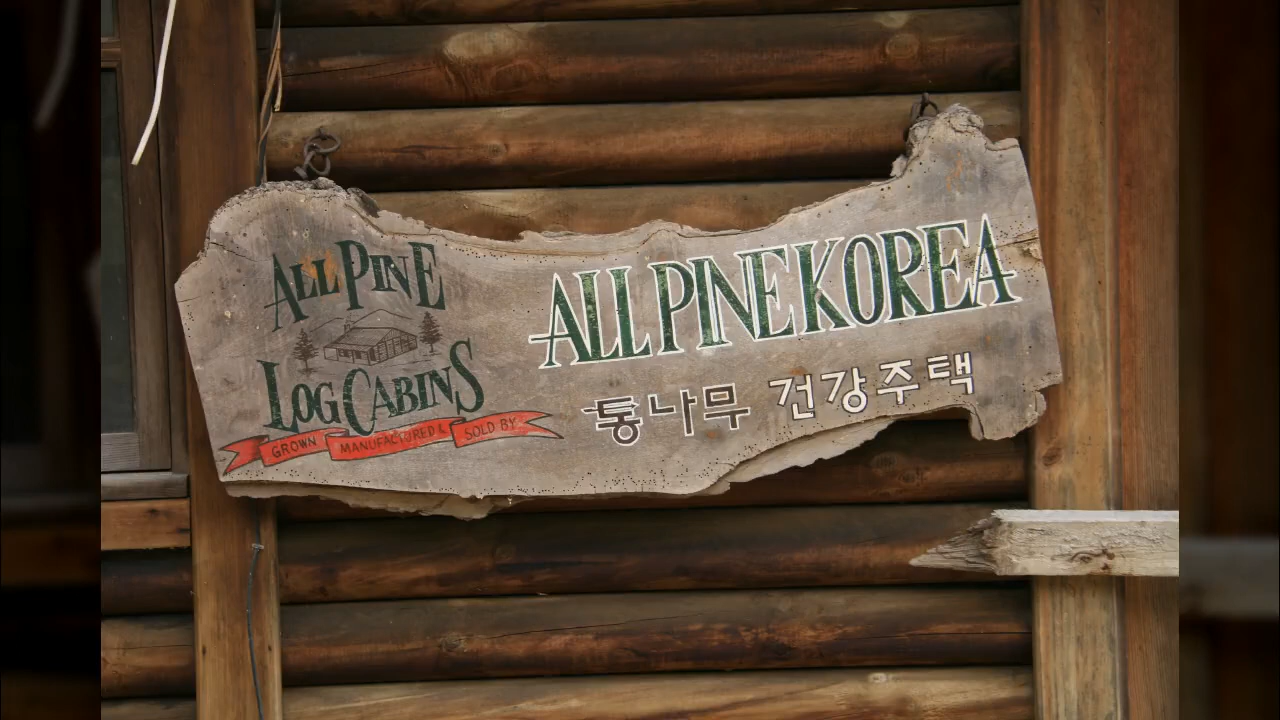 ALL PINE
LOG CABINS
GROWN MANUFACTURED & SOLD BY
ALL PINE KOREA
통나무 건강주택